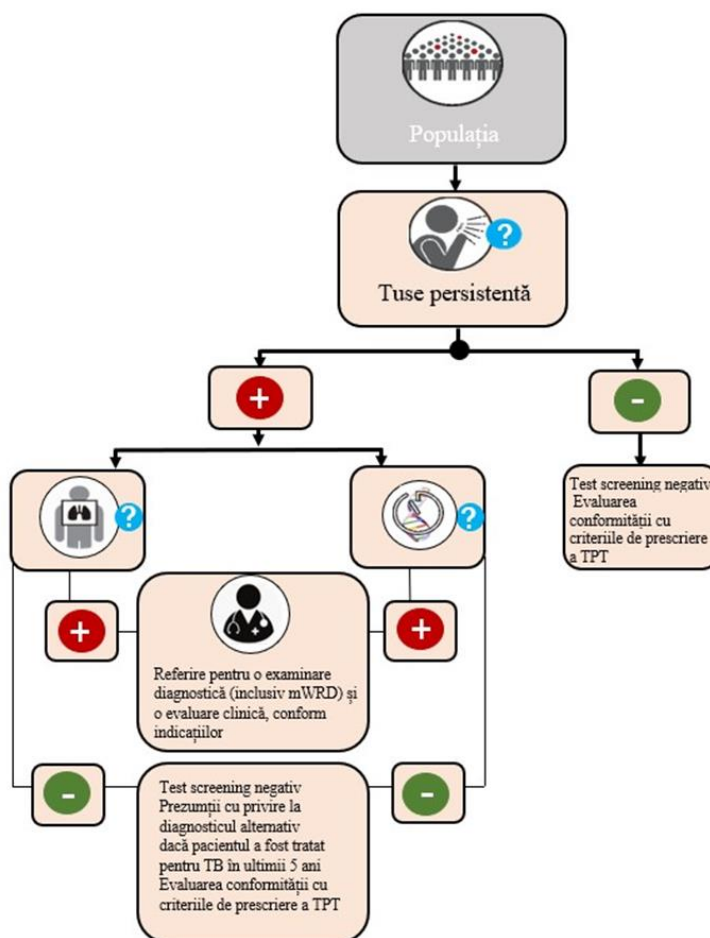 Populația
?
Tuse persistentă
+
-
Test screening negativ
Evaluarea
conformității cu
criteriile de prescriere
a TPT
?
?
+
+
Referire pentru o examinare
diagnostică (inclusiv mWRD) și
o evaluare clinică, conform
indicațiilor
-
-
Test screening negativ
Prezumții cu privire la
diagnosticul alternativ
dacă pacientul a fost tratat
pentru TB în ultimii 5 ani
Evaluarea conformității cu
criteriile de prescriere a TPT